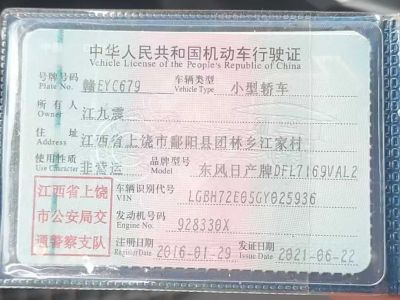 中华人民共和国机动车行驶证
Vehicle License of the People's Republic of China
号牌号码 赣EYC679 车辆类型 小型轿车
Plate No. Vehicle Type
所有人 江九震
Owner
住址 江西省上饶市鄱阳县团林乡江家村
Address
使用性质 非营运 品牌型号 东风日产牌DFL7169VAL2
Use Character Model
江西省上饶 车辆识别代号 LGBH72E05GY025936
VIN
市公安局交 发动机号码 928330X
Engine No.
通警察支队 注册日期 2016-01-29 发证日期 2021-06-22
Register Date Issue Date